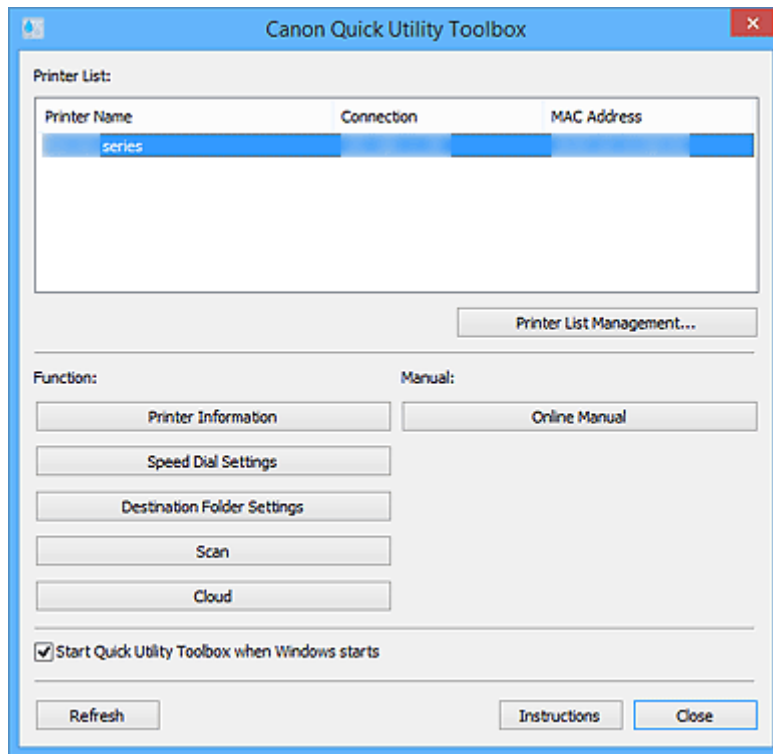 Canon Quick Utility Toolbox
Printer List:
Printer Name Connection MAC Address
series
Printer List Management...
Function: Manual:
Printer Information Online Manual
Speed Dial Settings
Destination Folder Settings
Scan
Cloud
Start Quick Utility Toolbox when Windows starts
Refresh Instructions Close